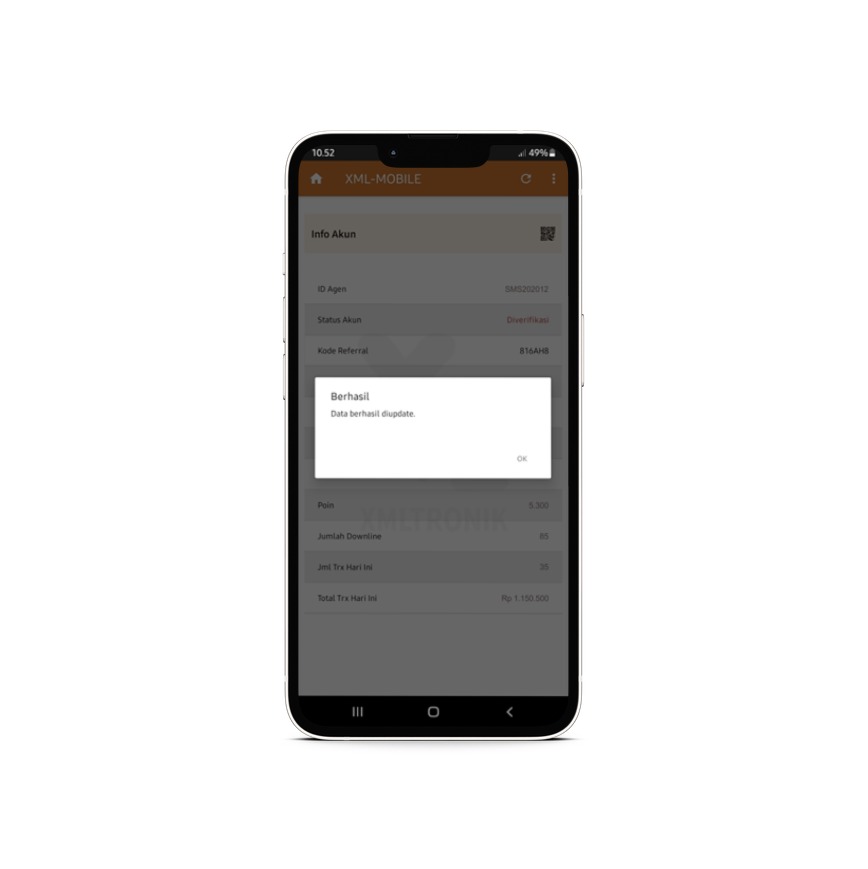 10.52 49%
XML-MOBILE
Info Akun
ID Agen SMS202012
Status Akun Diverifikasi
Kode Referral 816AH8
Berhasil
Data berhasil diupdate.
OK
Poin 5.300
XMLTRONIK
Jumlah Downline 85
Jml Trx Hari Ini 35
Total Trx Hari Ini Rp 1.150.500